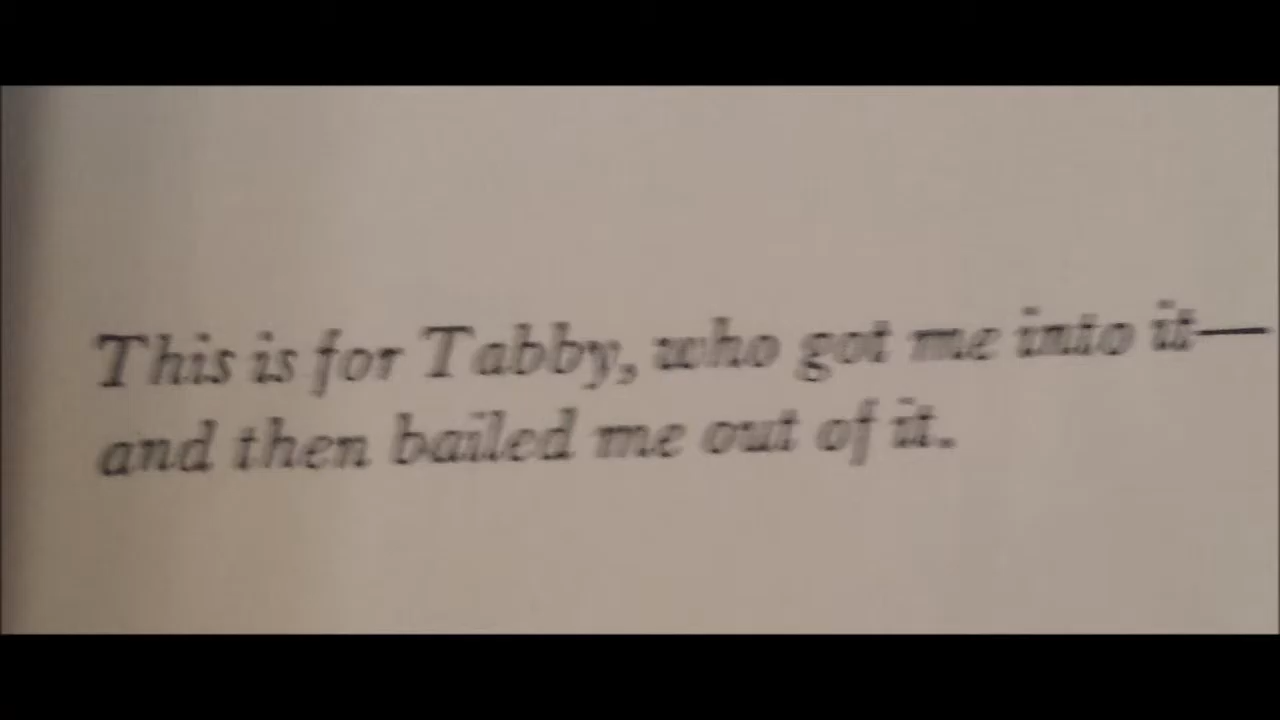 This is for Tabby, who got me into it—
and then bailed me out of it.